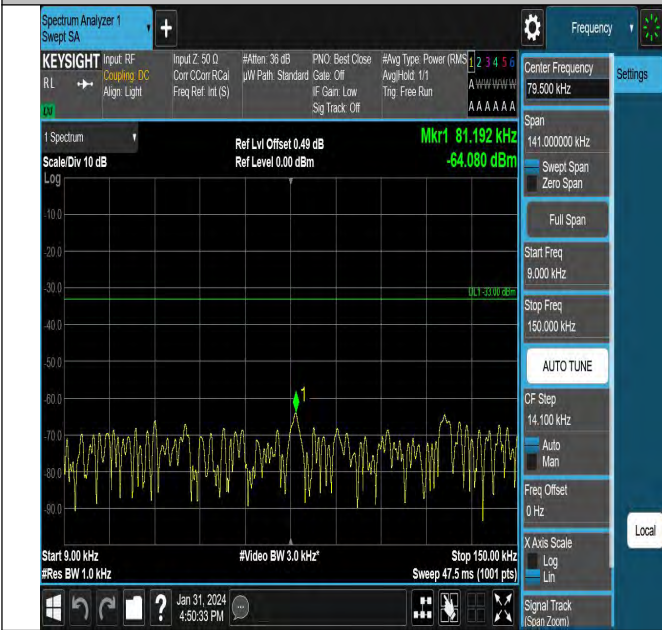 Spectrum Analyzer 1
Swept SA
+
Frequency
KEYSIGHT
RL
Input: RF
Coupling: DC
Align: Light
Input Z: 50 Ω
Corr CCorr RCal
Freq Ref: Int (S)
#Atten: 36 dB
µW Path: Standard
PNO: Best Close
Gate: Off
IF Gain: Low
Sig Track: Off
#Avg Type: Power (RMS
Avg|Hold: 1/1
Trig: Free Run
1 2 3 4 5 6
A W W W W W
A A A A A A
1 Spectrum
Scale/Div 10 dB
Log
Ref Lvl Offset 0.49 dB
Ref Level 0.00 dBm
Mkr1 81.192 kHz
-64.080 dBm
-10.0
-20.0
-30.0
-40.0
-50.0
-60.0
-70.0
-80.0
-90.0
DL1 -33.00 dBm
1
Start 9.00 kHz
#Res BW 1.0 kHz
#Video BW 3.0 kHz*
Stop 150.00 kHz
Sweep 47.5 ms (1001 pts)
Center Frequency
79.500 kHz
Settings
Span
141.000000 kHz
Swept Span
Zero Span
Full Span
Start Freq
9.000 kHz
Stop Freq
150.000 kHz
AUTO TUNE
CF Step
14.100 kHz
Auto
Man
Freq Offset
0 Hz
X Axis Scale
Log
Lin
Local
Signal Track
(Span Zoom)
?
Jan 31, 2024
4:50:33 PM